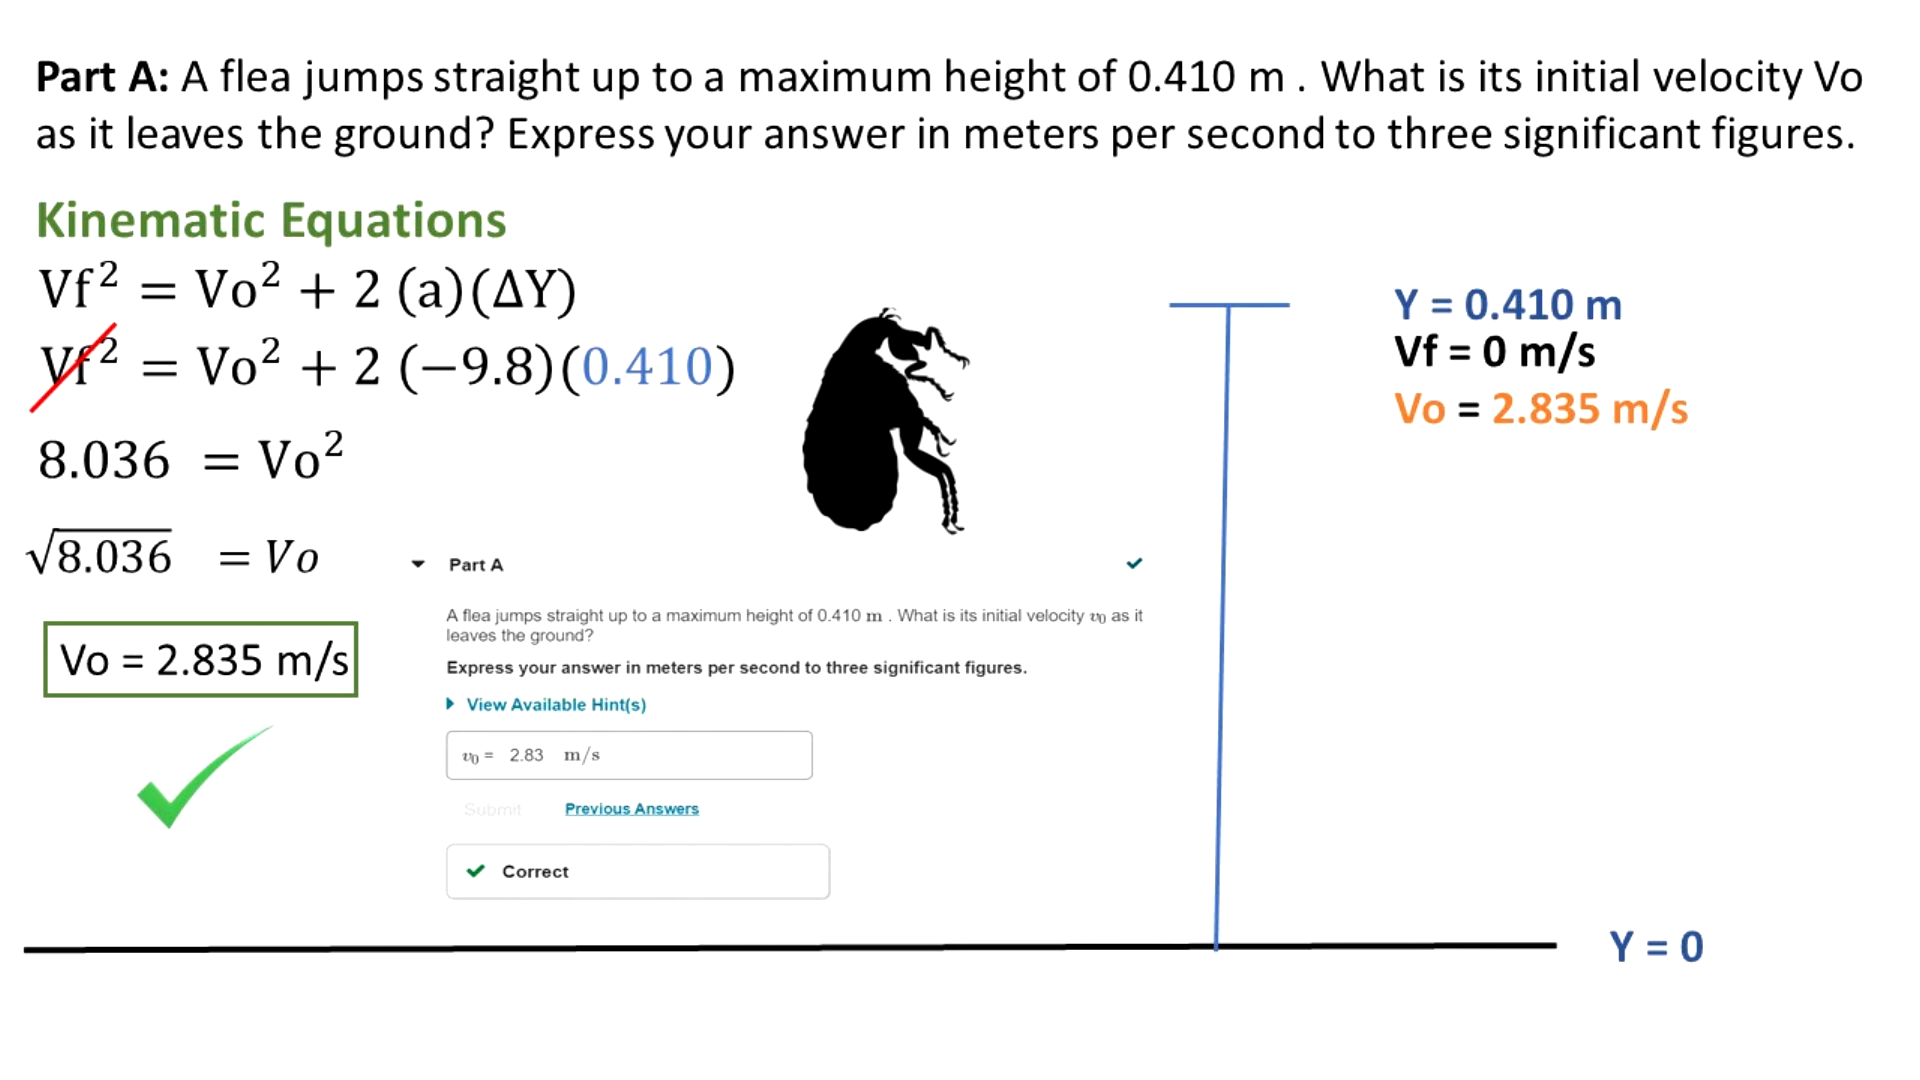 Part A: A flea jumps straight up to a maximum height of 0.410 m . What is its initial velocity Vo
as it leaves the ground? Express your answer in meters per second to three significant figures.
Kinematic Equations
Vf² = Vo² + 2 (a)(ΔY)
Vf² = Vo² + 2 (−9.8)(0.410)
8.036 = Vo²
√8.036 = Vo
Vo = 2.835 m/s
Y = 0.410 m
Vf = 0 m/s
Vo = 2.835 m/s
Part A
A flea jumps straight up to a maximum height of 0.410 m . What is its initial velocity v₀ as it
leaves the ground?
Express your answer in meters per second to three significant figures.
View Available Hint(s)
v₀ = 2.83 m/s
Submit Previous Answers
Correct
Y = 0